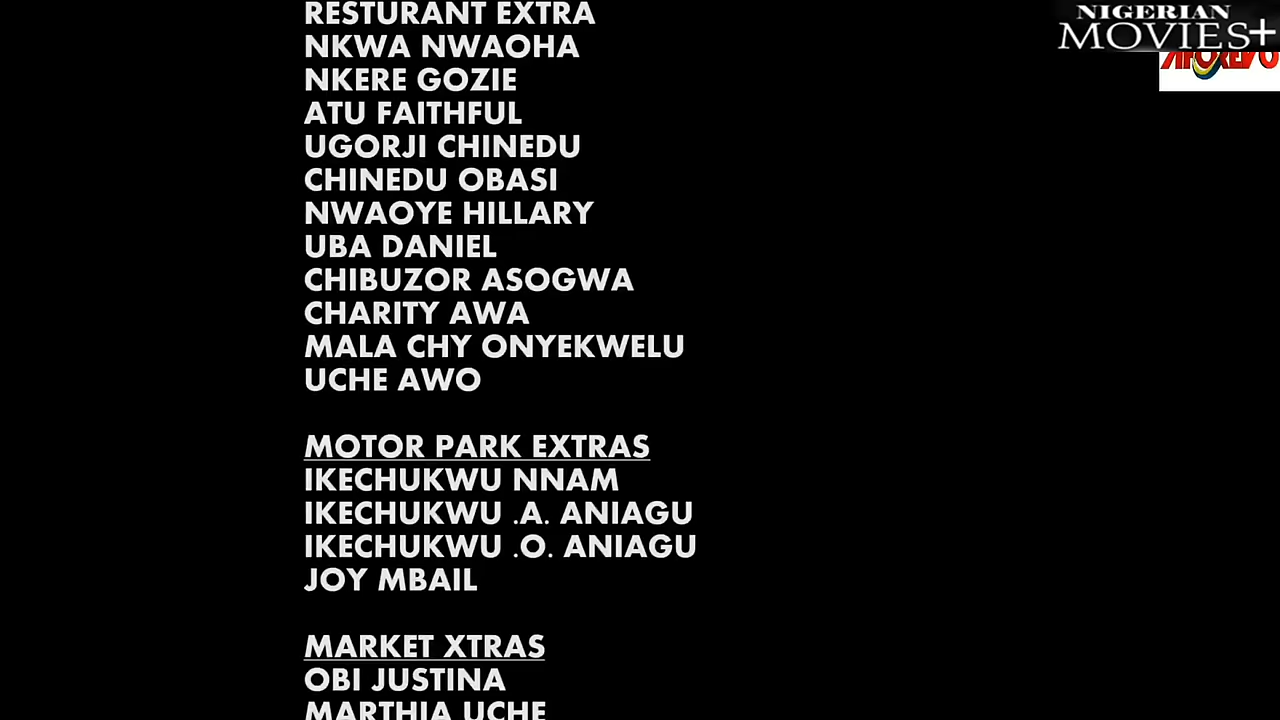 RESTURANT EXTRA
NKWA NWAOHA
NKERE GOZIE
ATU FAITHFUL
UGORJI CHINEDU
CHINEDU OBASI
NWAOYE HILLARY
UBA DANIEL
CHIBUZOR ASOGWA
CHARITY AWA
MALA CHY ONYEKWELU
UCHE AWO
MOTOR PARK EXTRAS
IKECHUKWU NNAM
IKECHUKWU .A. ANIAGU
IKECHUKWU .O. ANIAGU
JOY MBAIL
MARKET XTRAS
OBI JUSTINA
MARTHIA UCHE
NIGERIAN
MOVIES+